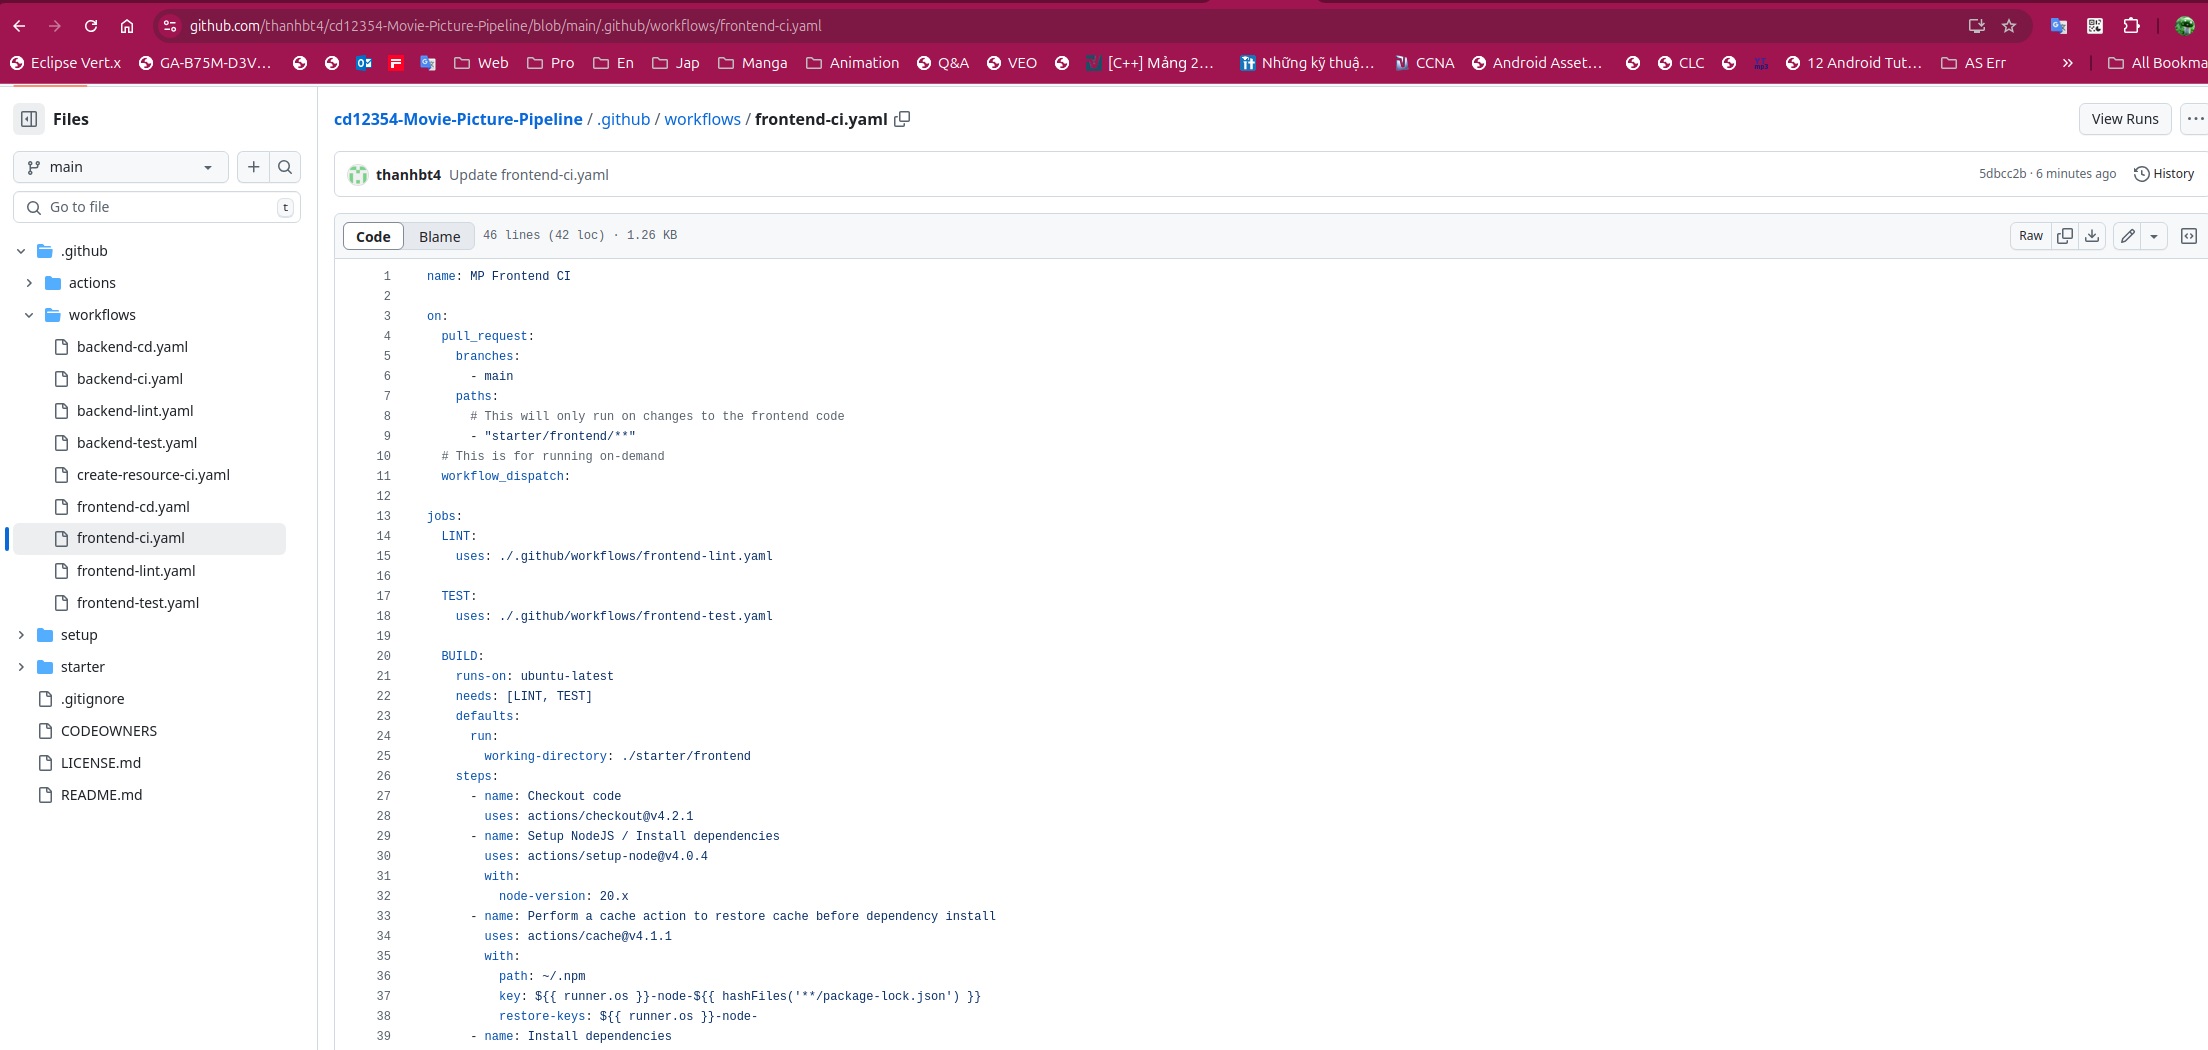 github.com/thanhbt4/cd12354-Movie-Picture-Pipeline/blob/main/.github/workflows/frontend-ci.yaml
Eclipse Vert.x GA-B75M-D3V... Web Pro En Jap Manga Animation Q&A VEO [C++] Mảng 2... Những kỹ thuậ... CCNA Android Asset... CLC 12 Android Tut... AS Err » All Bookma
Files
cd12354-Movie-Picture-Pipeline / .github / workflows / frontend-ci.yaml
View Runs
main
thanhbt4 Update frontend-ci.yaml
5dbcc2b · 6 minutes ago
History
Go to file t
Code Blame 46 lines (42 loc) · 1.26 KB
Raw
.github
actions
workflows
backend-cd.yaml
backend-ci.yaml
backend-lint.yaml
backend-test.yaml
create-resource-ci.yaml
frontend-cd.yaml
frontend-ci.yaml
frontend-lint.yaml
frontend-test.yaml
setup
starter
.gitignore
CODEOWNERS
LICENSE.md
README.md
1 name: MP Frontend CI
2
3 on:
4 pull_request:
5 branches:
6 - main
7 paths:
8 # This will only run on changes to the frontend code
9 - "starter/frontend/**"
10 # This is for running on-demand
11 workflow_dispatch:
12
13 jobs:
14 LINT:
15 uses: ./.github/workflows/frontend-lint.yaml
16
17 TEST:
18 uses: ./.github/workflows/frontend-test.yaml
19
20 BUILD:
21 runs-on: ubuntu-latest
22 needs: [LINT, TEST]
23 defaults:
24 run:
25 working-directory: ./starter/frontend
26 steps:
27 - name: Checkout code
28 uses: actions/checkout@v4.2.1
29 - name: Setup NodeJS / Install dependencies
30 uses: actions/setup-node@v4.0.4
31 with:
32 node-version: 20.x
33 - name: Perform a cache action to restore cache before dependency install
34 uses: actions/cache@v4.1.1
35 with:
36 path: ~/.npm
37 key: ${{ runner.os }}-node-${{ hashFiles('**/package-lock.json') }}
38 restore-keys: ${{ runner.os }}-node-
39 - name: Install dependencies